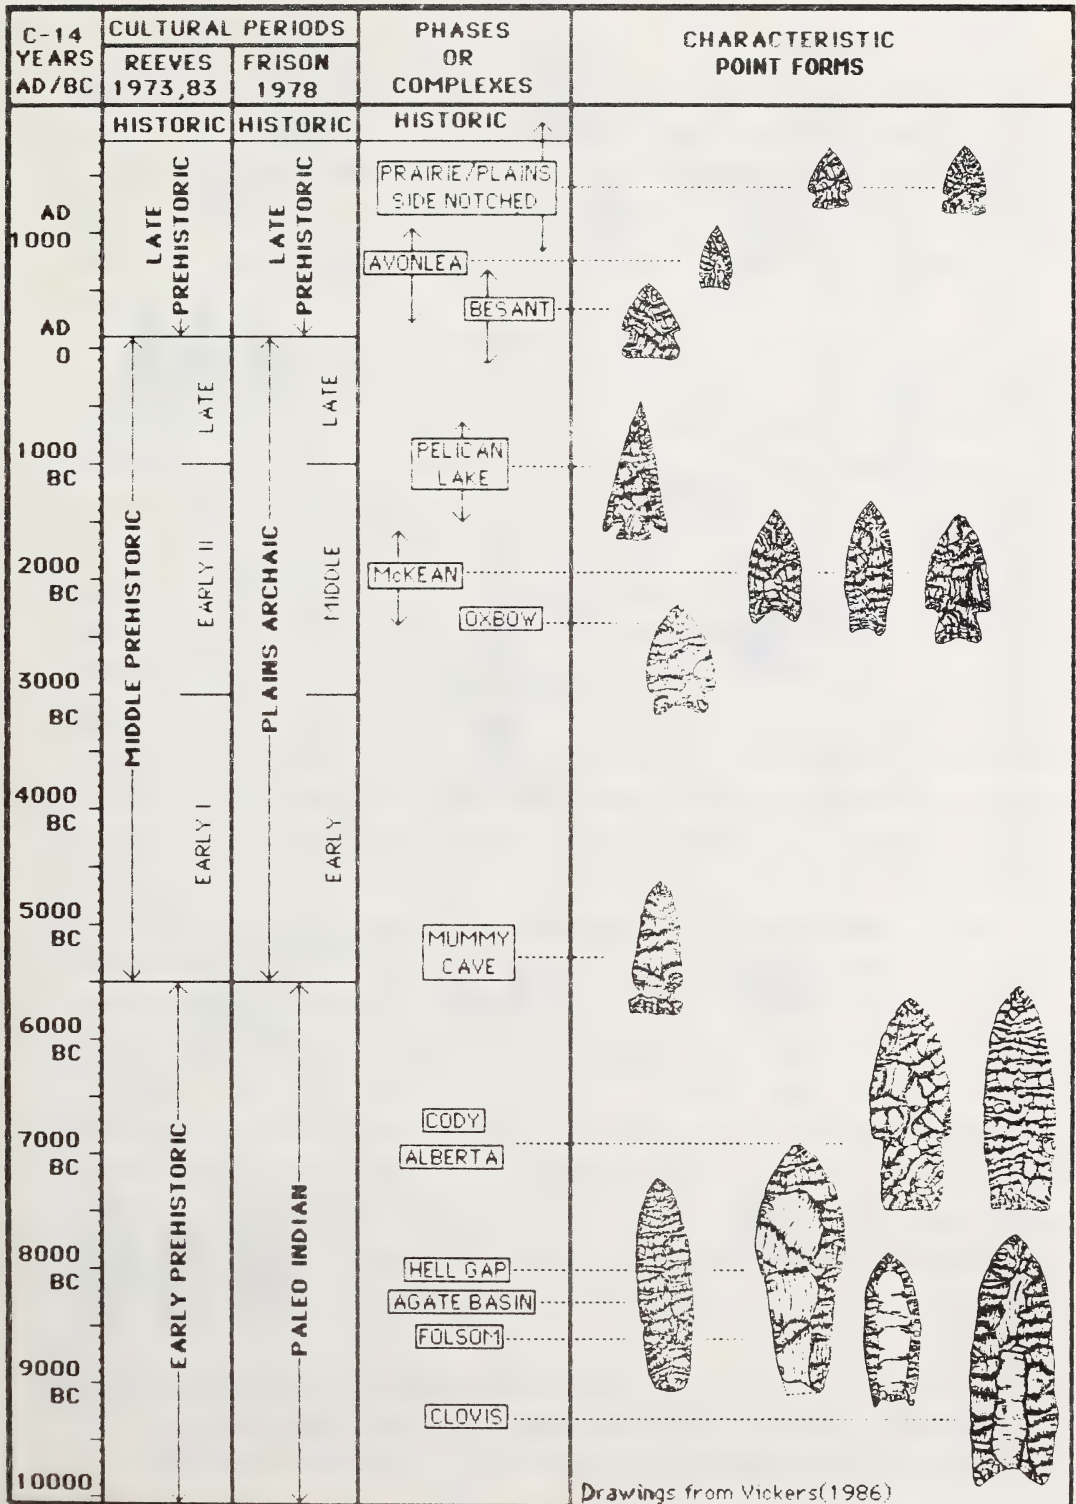 C-14
YEARS
AD/BC
CULTURAL PERIODS
REEVES
1973,83
FRISON
1978
PHASES
OR
COMPLEXES
CHARACTERISTIC
POINT FORMS
HISTORIC
HISTORIC
HISTORIC
LATE
PREHISTORIC
LATE
PREHISTORIC
PRAIRIE/PLAINS
SIDE NOTCHED
AD
1000
AVONLEA
BESANT
AD
0
LATE
LATE
1000
BC
PELICAN
LAKE
MIDDLE PREHISTORIC
EARLY II
PLAINS ARCHAIC
MIDDLE
2000
BC
McKEAN
OXBOW
3000
BC
4000
BC
EARLY I
EARLY
5000
BC
MUMMY
CAVE
6000
BC
EARLY PREHISTORIC
PALEO INDIAN
CODY
7000
BC
ALBERTA
8000
BC
HELL GAP
AGATE BASIN
FOLSOM
9000
BC
CLOVIS
10000
Drawings from Vickers(1986)